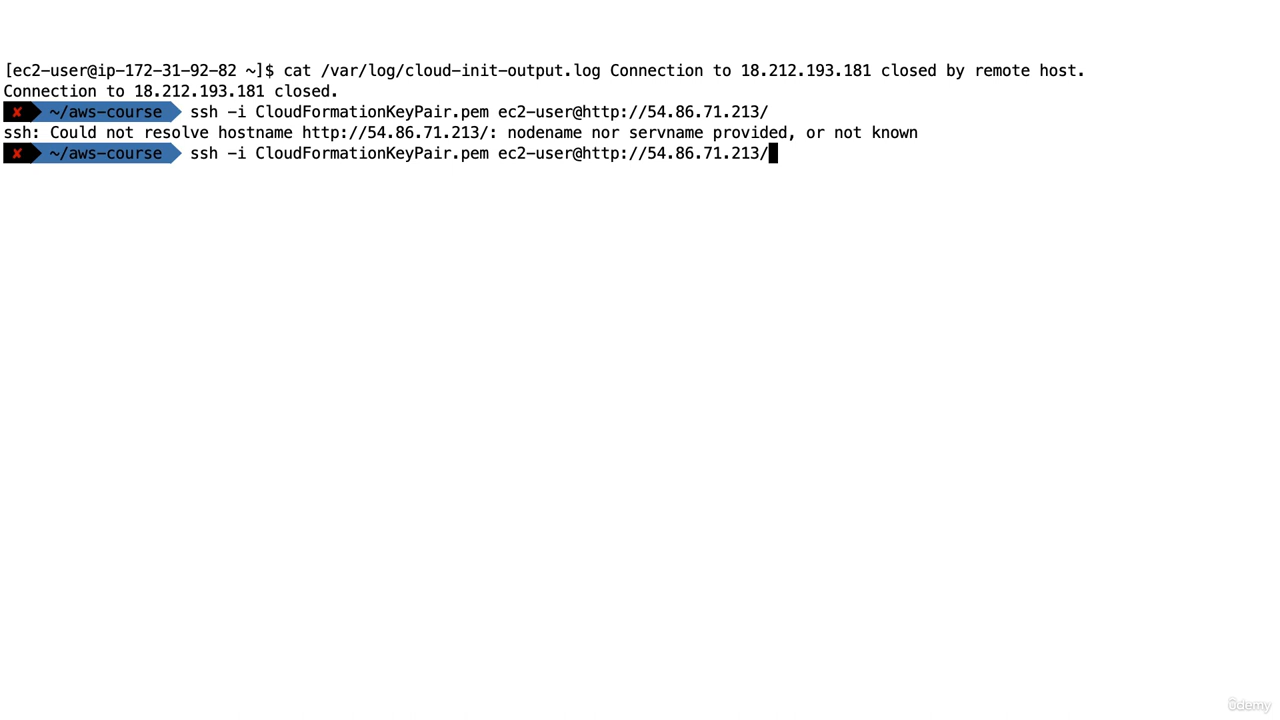 [ec2-user@ip-172-31-92-82 ~]$ cat /var/log/cloud-init-output.log Connection to 18.212.193.181 closed by remote host.
Connection to 18.212.193.181 closed.
✘ ~/aws-course ssh -i CloudFormationKeyPair.pem ec2-user@http://54.86.71.213/
ssh: Could not resolve hostname http://54.86.71.213/: nodename nor servname provided, or not known
✘ ~/aws-course ssh -i CloudFormationKeyPair.pem ec2-user@http://54.86.71.213/
ûdemy